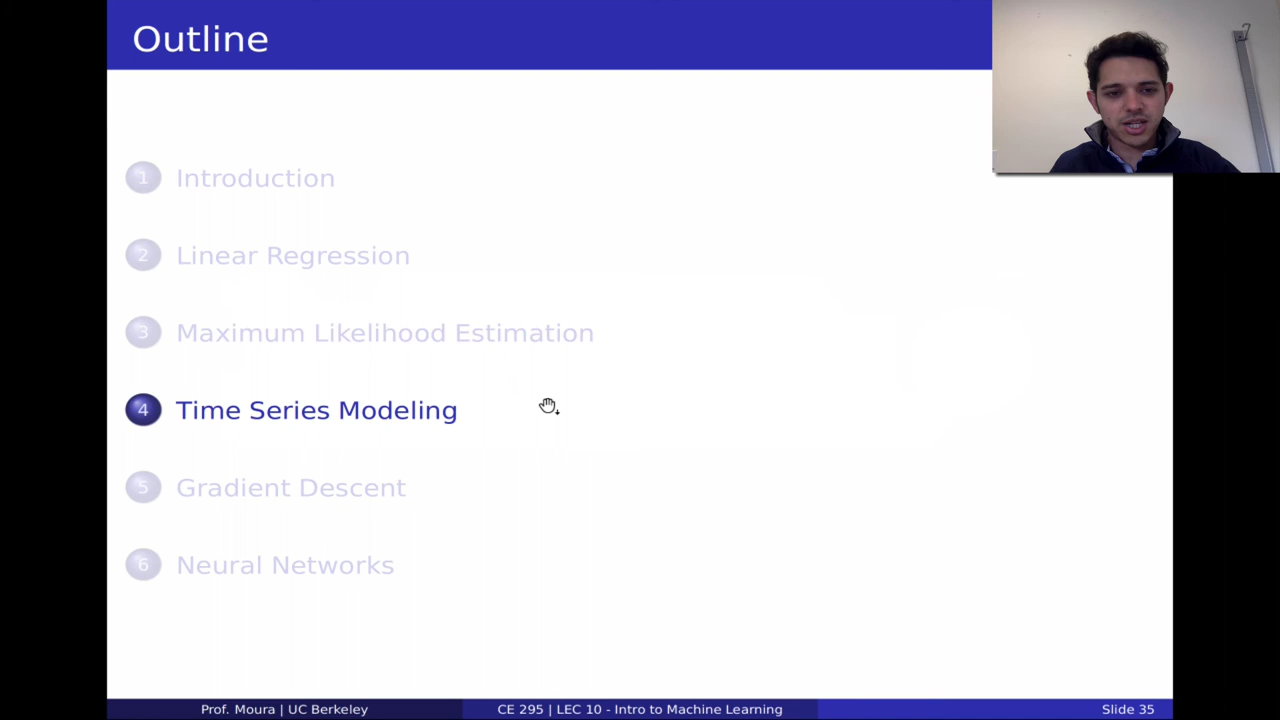 Outline
1 Introduction
2 Linear Regression
3 Maximum Likelihood Estimation
4 Time Series Modeling
5 Gradient Descent
6 Neural Networks
Prof. Moura | UC Berkeley CE 295 | LEC 10 - Intro to Machine Learning Slide 35